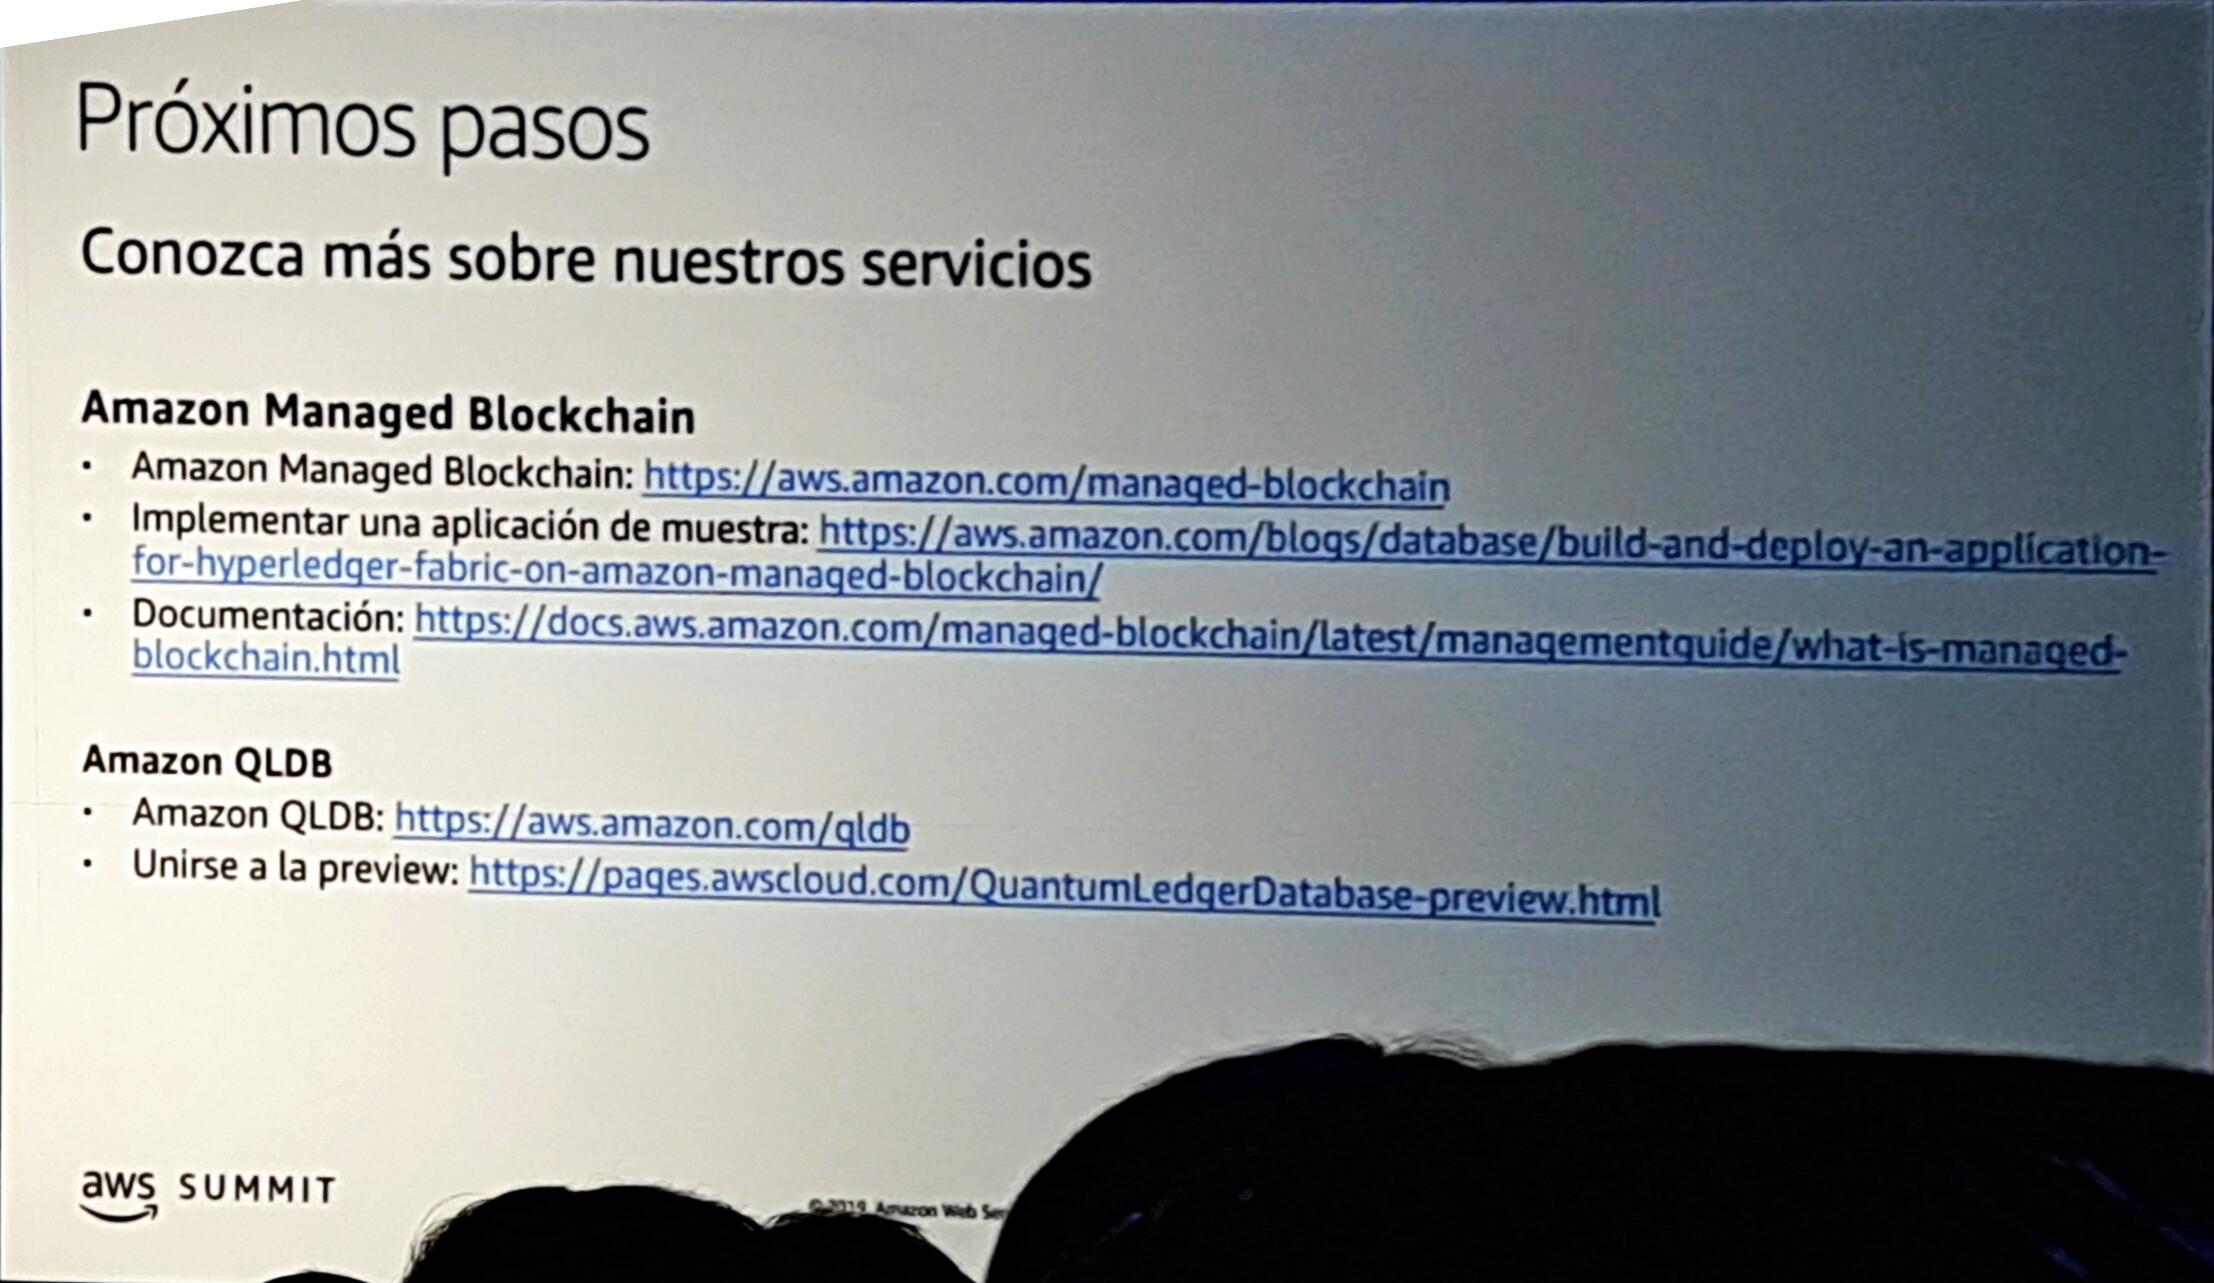 Próximos pasos
Conozca más sobre nuestros servicios
Amazon Managed Blockchain
• Amazon Managed Blockchain: https://aws.amazon.com/managed-blockchain
• Implementar una aplicación de muestra: https://aws.amazon.com/blogs/database/build-and-deploy-an-application-
for-hyperledger-fabric-on-amazon-managed-blockchain/
• Documentación: https://docs.aws.amazon.com/managed-blockchain/latest/managementguide/what-is-managed-
blockchain.html
Amazon QLDB
• Amazon QLDB: https://aws.amazon.com/qldb
• Unirse a la preview: https://pages.awscloud.com/QuantumLedgerDatabase-preview.html
aws SUMMIT
© 2019, Amazon Web